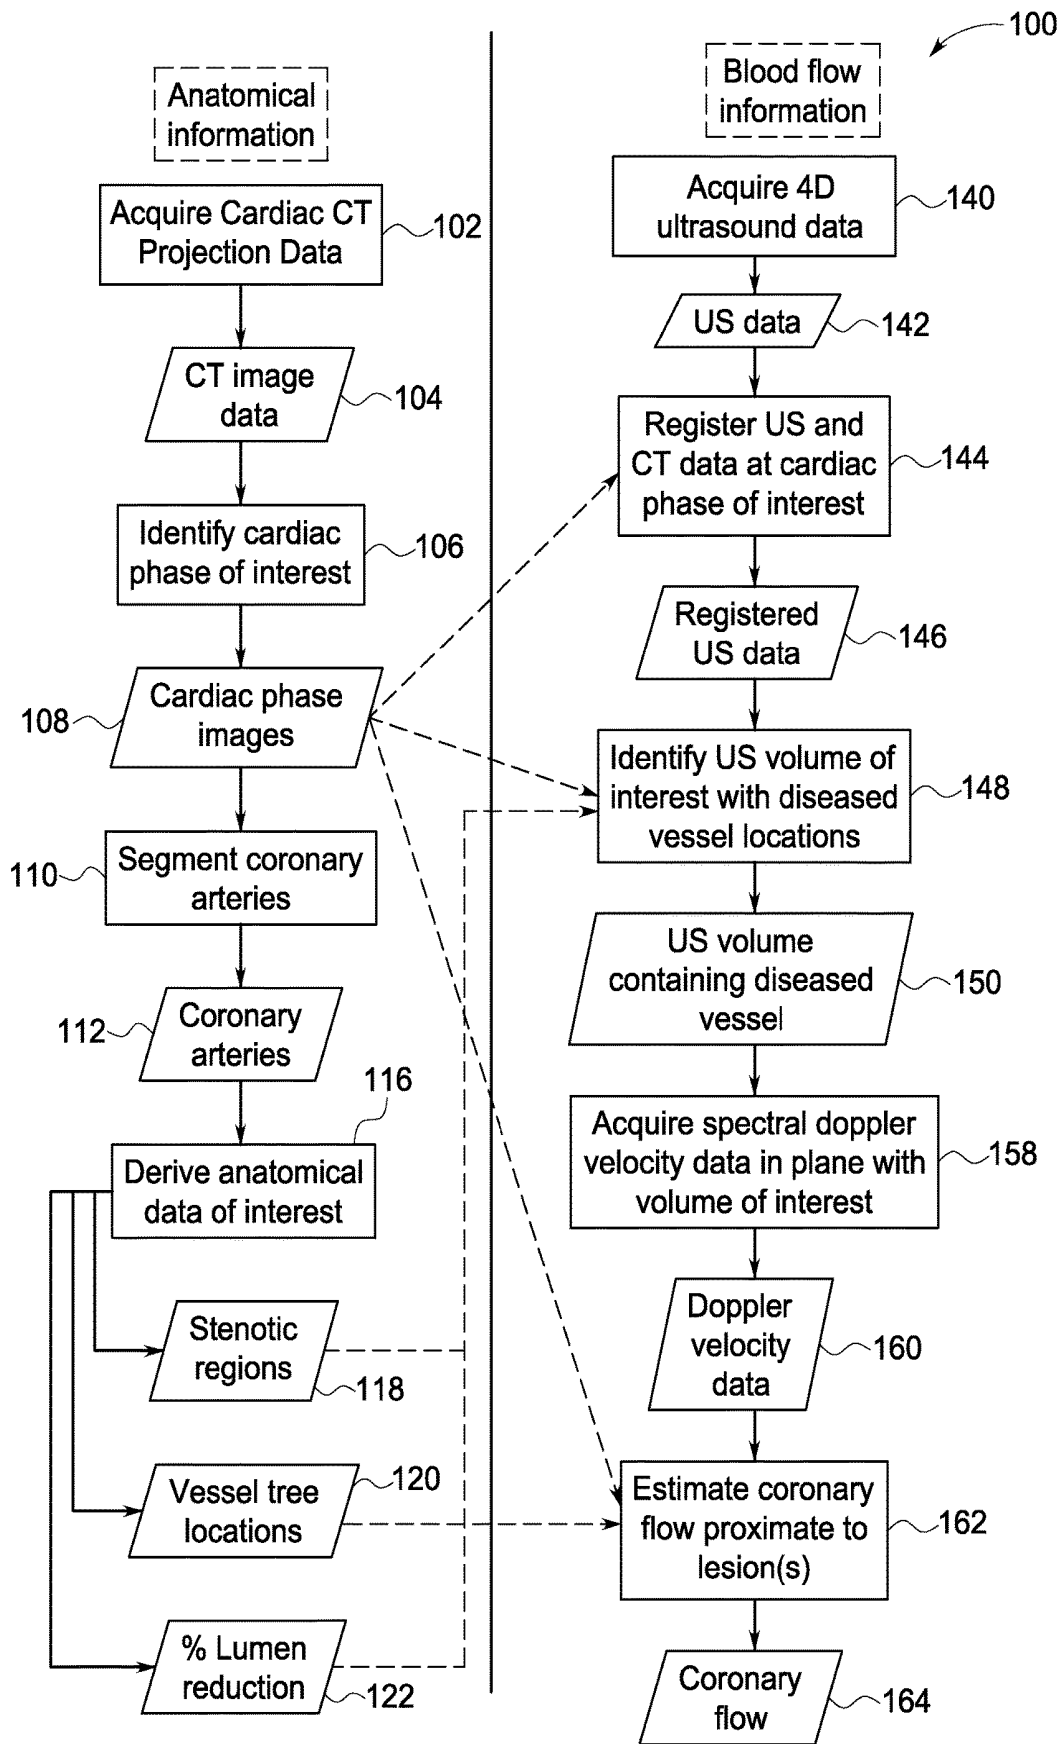 100
Anatomical
information
Acquire Cardiac CT
Projection Data
102
CT image
data
104
Identify cardiac
phase of interest
106
Cardiac phase
images
108
Segment coronary
arteries
110
Coronary
arteries
112
116
Derive anatomical
data of interest
Stenotic
regions
118
Vessel tree
locations
120
% Lumen
reduction
122
Blood flow
information
Acquire 4D
ultrasound data
140
US data
142
Register US and
CT data at cardiac
phase of interest
144
Registered
US data
146
Identify US volume of
interest with diseased
vessel locations
148
US volume
containing diseased
vessel
150
Acquire spectral doppler
velocity data in plane with
volume of interest
158
Doppler
velocity
data
160
Estimate coronary
flow proximate to
lesion(s)
162
Coronary
flow
164